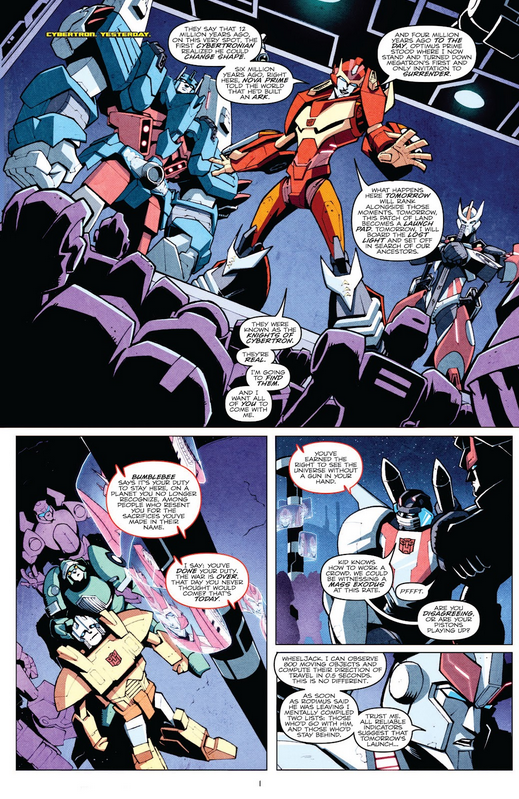 CYBERTRON. YESTERDAY.
THEY SAY THAT 12
MILLION YEARS AGO,
ON THIS VERY SPOT, THE
FIRST CYBERTRONIAN
REALIZED HE COULD
CHANGE SHAPE.
SIX MILLION
YEARS AGO, RIGHT
HERE, NOVA PRIME
TOLD THE WORLD
THAT HE'D BUILT
AN ARK.
AND FOUR MILLION
YEARS AGO TO THE
DAY, OPTIMUS PRIME
STOOD WHERE I NOW
STAND AND TURNED DOWN
MEGATRON'S FIRST AND
ONLY INVITATION TO
SURRENDER.
WHAT HAPPENS
HERE TOMORROW
WILL RANK
ALONGSIDE THOSE
MOMENTS. TOMORROW,
THIS PATCH OF LAND
BECOMES A LAUNCH
PAD. TOMORROW, I WILL
BOARD THE LOST
LIGHT AND SET OFF
IN SEARCH OF OUR
ANCESTORS.
THEY WERE
KNOWN AS THE
KNIGHTS OF
CYBERTRON.
THEY'RE
REAL.
I'M GOING
TO FIND
THEM.
AND I
WANT ALL
OF YOU TO
COME WITH
ME.
BUMBLEBEE
SAYS IT'S YOUR DUTY
TO STAY HERE, ON A
PLANET YOU NO LONGER
RECOGNIZE, AMONG
PEOPLE WHO RESENT
YOU FOR THE
SACRIFICES YOU'VE
MADE IN THEIR
NAME.
I SAY: YOU'VE
DONE YOUR DUTY.
THE WAR IS OVER.
THAT DAY YOU NEVER
THOUGHT WOULD
COME? THAT'S
TODAY.
YOU'VE
EARNED THE
RIGHT TO SEE THE
UNIVERSE WITHOUT
A GUN IN YOUR
HAND.
KID KNOWS
HOW TO WORK A
CROWD. WE COULD
BE WITNESSING A
MASS EXODUS
AT THIS RATE.
PFFFT.
ARE YOU
DISAGREEING,
OR ARE YOUR
PISTONS
PLAYING UP?
WHEELJACK, I CAN OBSERVE
800 MOVING OBJECTS AND
COMPUTE THEIR DIRECTION OF
TRAVEL IN 0.5 SECONDS.
THIS IS NO DIFFERENT.
AS SOON
AS RODIMUS SAID
HE WAS LEAVING I
MENTALLY COMPILED
TWO LISTS: THOSE
WHO'D GO WITH HIM,
AND THOSE WHO'D
STAY BEHIND.
TRUST ME.
ALL RELIABLE
INDICATORS
SUGGEST THAT
TOMORROW'S
LAUNCH...
1